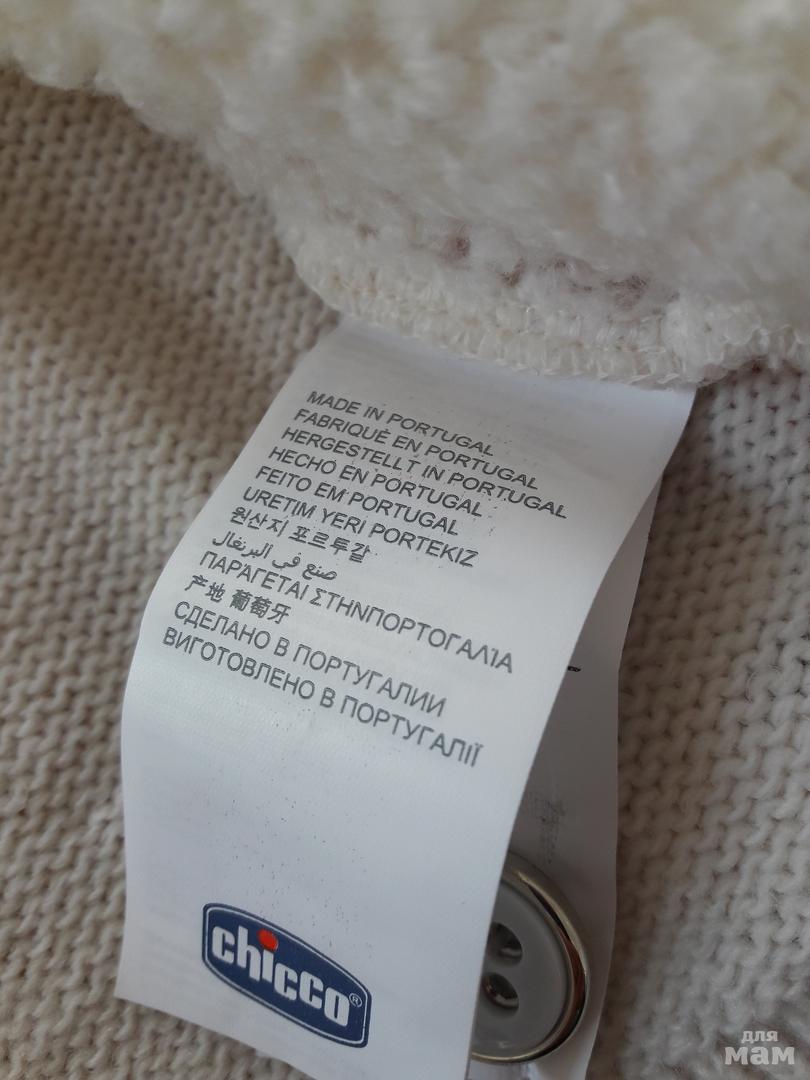 MADE IN PORTUGAL
FABRIQUÉ EN PORTUGAL
HERGESTELLT IN PORTUGAL
HECHO EN PORTUGAL
FEITO EM PORTUGAL
URETIM YERI PORTEKIZ
원산지 포르투갈
صنع في البرتغال
ΠΑΡΑΓΕΤΑΙ ΣΤΗΝΠΟΡΤΟΓΑΛΊΑ
产地 葡萄牙
СДЕЛАНО В ПОРТУГАЛИИ
ВИГОТОВЛЕНО В ПОРТУГАЛІЇ
chicco®
для
мам